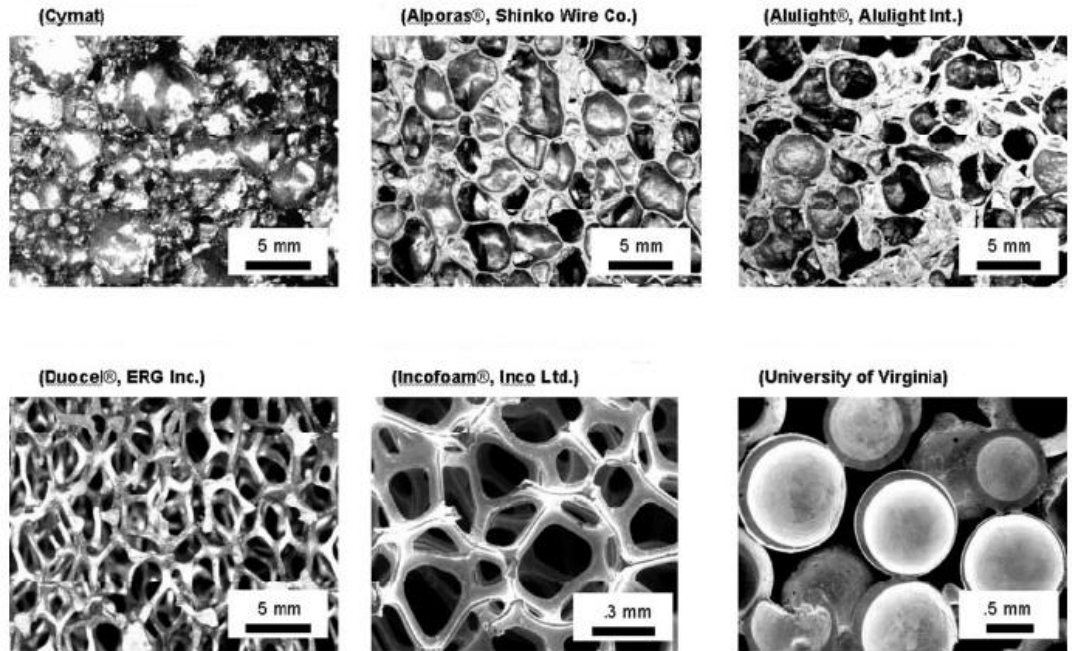 (Cymat)
(Alporas®, Shinko Wire Co.)
(Alulight®, Alulight Int.)
5 mm
5 mm
5 mm
(Duocel®, ERG Inc.)
(Incofoam®, Inco Ltd.)
(University of Virginia)
5 mm
.3 mm
.5 mm